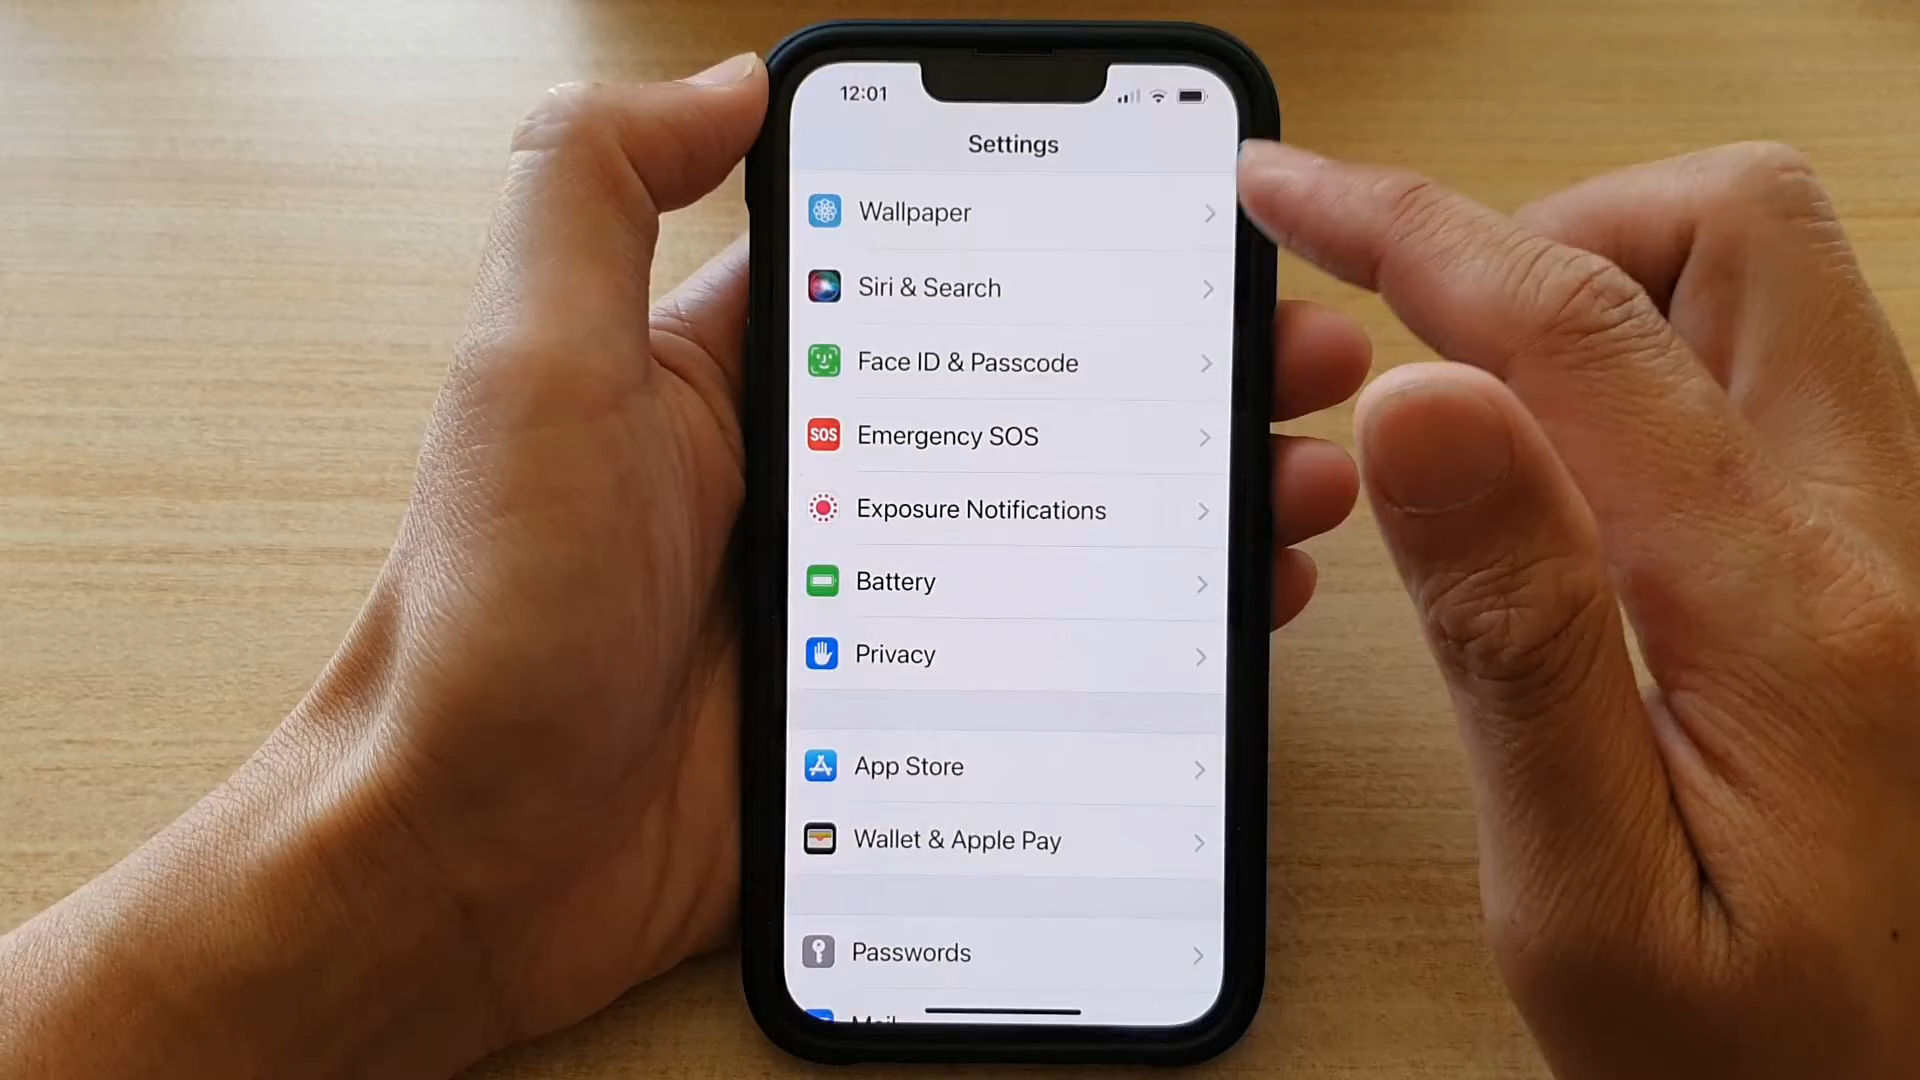 12:01
Settings
Wallpaper
Siri & Search
Face ID & Passcode
SOS Emergency SOS
Exposure Notifications
Battery
Privacy
App Store
Wallet & Apple Pay
Passwords
Mail